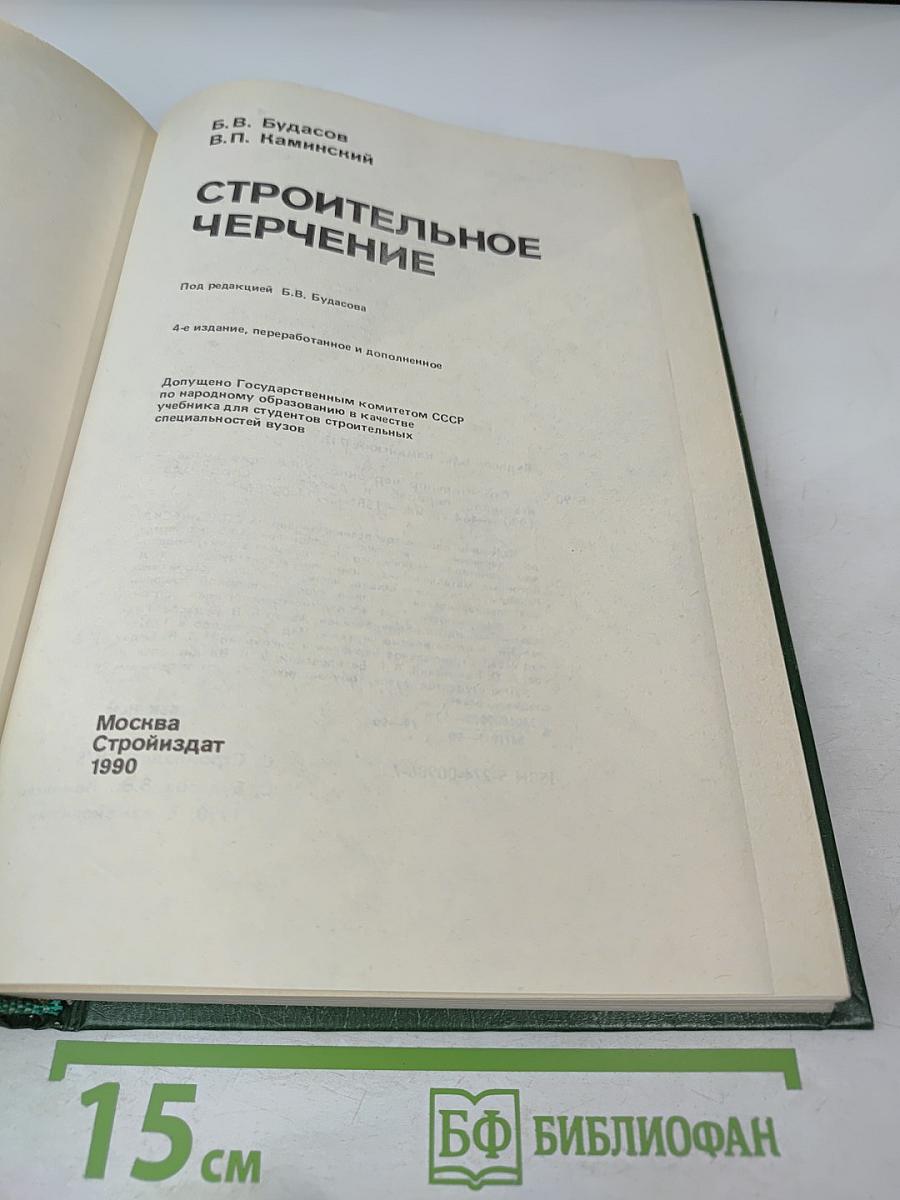 Б.В. Будасов
В.П. Каминский
СТРОИТЕЛЬНОЕ
ЧЕРЧЕНИЕ
Под редакцией Б.В. Будасова
4-е издание, переработанное и дополненное
Допущено Государственным комитетом СССР
по народному образованию в качестве
учебника для студентов строительных
специальностей вузов
Москва
Стройиздат
1990
15 см
БФ БИБЛИОФАН